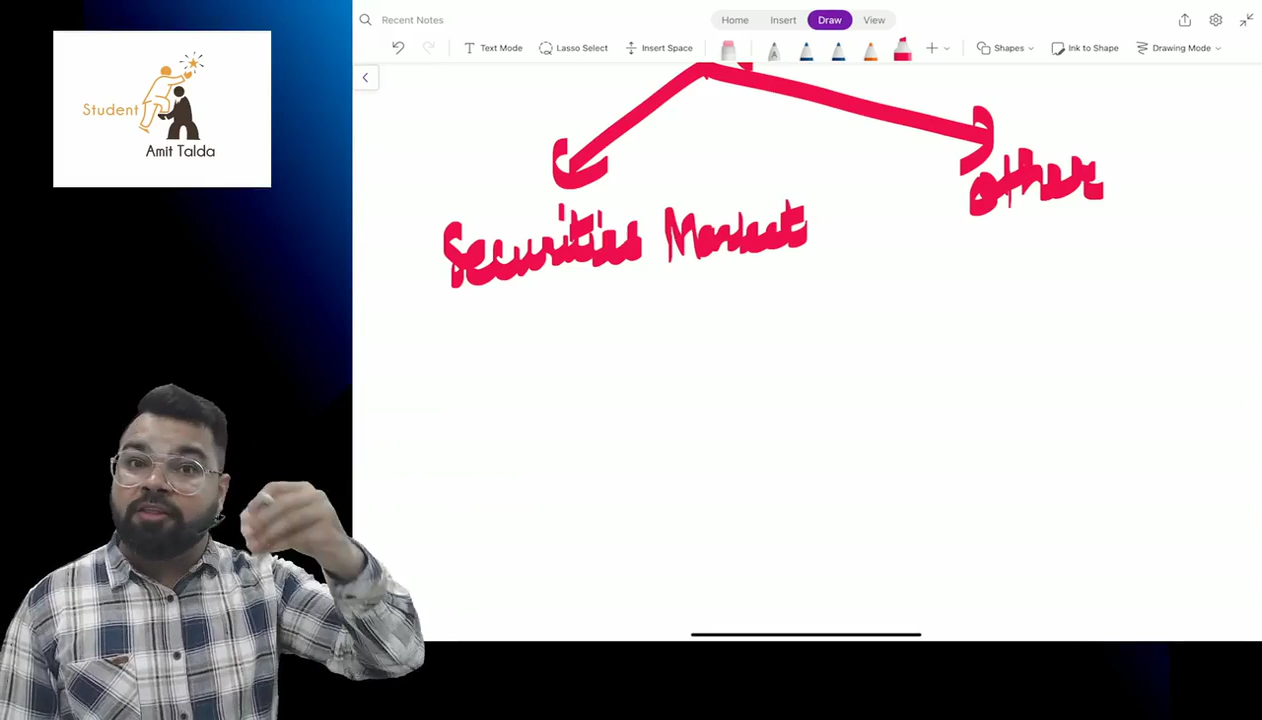 Recent Notes
Home Insert Draw View
Text Mode Lasso Select Insert Space Shapes Ink to Shape Drawing Mode
Student
Amit Talda
other
Securities Market